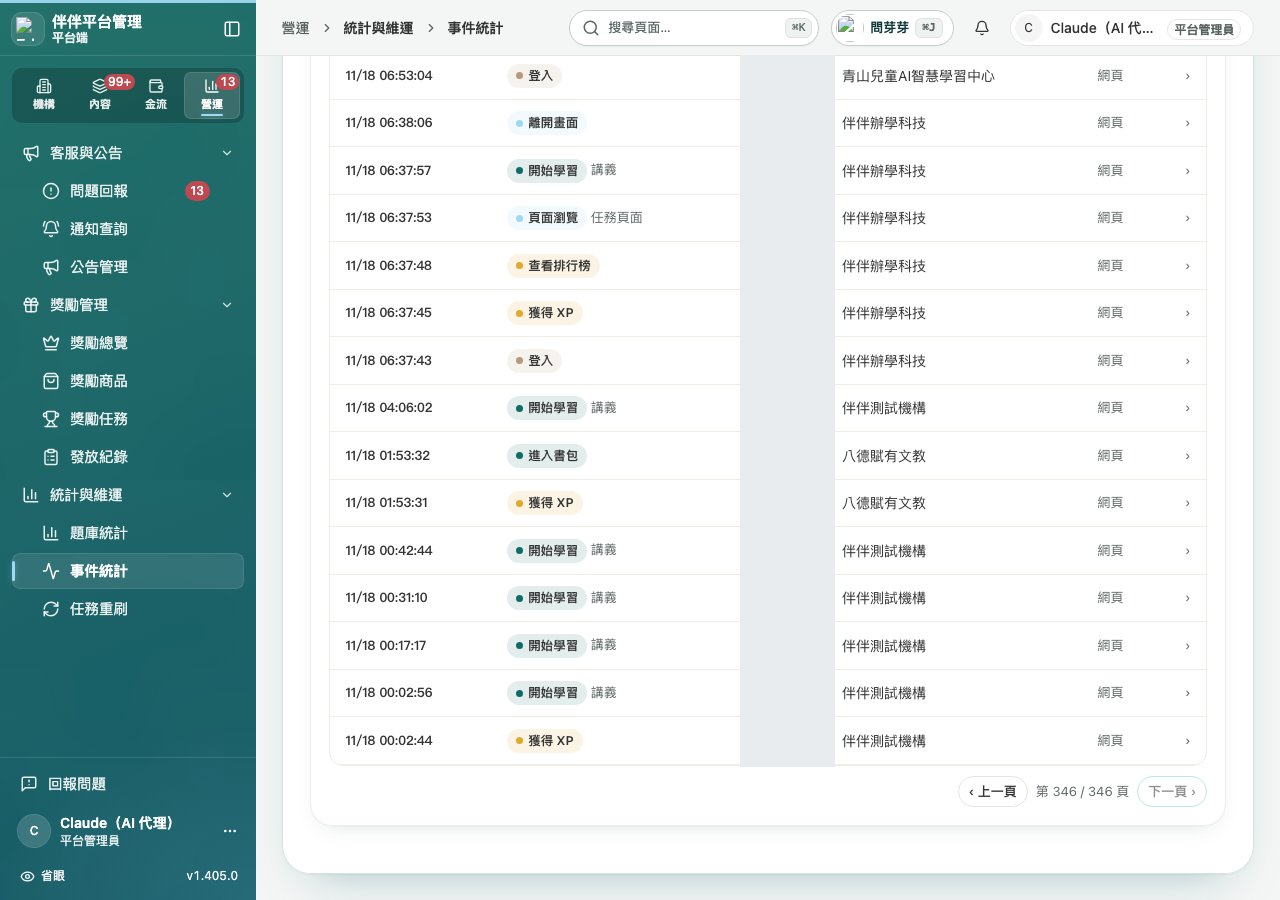 伴伴平台管理
平台端
機構
內容
99+
金流
營運
13
客服與公告
問題回報
13
通知查詢
公告管理
獎勵管理
獎勵總覽
獎勵商品
獎勵任務
發放紀錄
統計與維運
題庫統計
事件統計
任務重刷
回報問題
C
Claude（AI 代理）
平台管理員
省眼
v1.405.0
營運 › 統計與維運 › 事件統計
搜尋頁面... ⌘K
問芽芽 ⌘J
C Claude（AI 代... 平台管理員
11/18 06:53:04 登入 青山兒童AI智慧學習中心 網頁 ›
11/18 06:38:06 離開畫面 伴伴辦學科技 網頁 ›
11/18 06:37:57 開始學習 講義 伴伴辦學科技 網頁 ›
11/18 06:37:53 頁面瀏覽 任務頁面 伴伴辦學科技 網頁 ›
11/18 06:37:48 查看排行榜 伴伴辦學科技 網頁 ›
11/18 06:37:45 獲得 XP 伴伴辦學科技 網頁 ›
11/18 06:37:43 登入 伴伴辦學科技 網頁 ›
11/18 04:06:02 開始學習 講義 伴伴測試機構 網頁 ›
11/18 01:53:32 進入書包 八德賦有文教 網頁 ›
11/18 01:53:31 獲得 XP 八德賦有文教 網頁 ›
11/18 00:42:44 開始學習 講義 伴伴測試機構 網頁 ›
11/18 00:31:10 開始學習 講義 伴伴測試機構 網頁 ›
11/18 00:17:17 開始學習 講義 伴伴測試機構 網頁 ›
11/18 00:02:56 開始學習 講義 伴伴測試機構 網頁 ›
11/18 00:02:44 獲得 XP 伴伴測試機構 網頁 ›
‹ 上一頁 第 346 / 346 頁 下一頁 ›